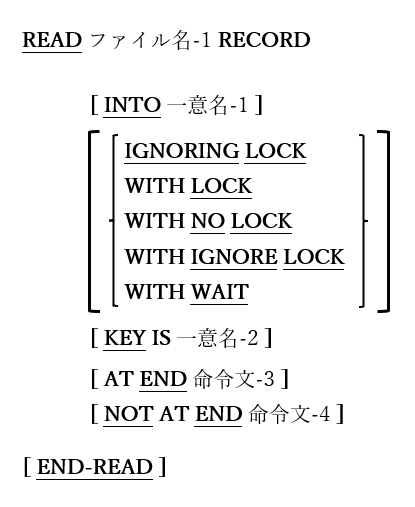 READ ファイル名-1 RECORD
[ INTO 一意名-1 ]
IGNORING LOCK
WITH LOCK
WITH NO LOCK
WITH IGNORE LOCK
WITH WAIT
[ KEY IS 一意名-2 ]
[ AT END 命令文-3 ]
[ NOT AT END 命令文-4 ]
[ END-READ ]